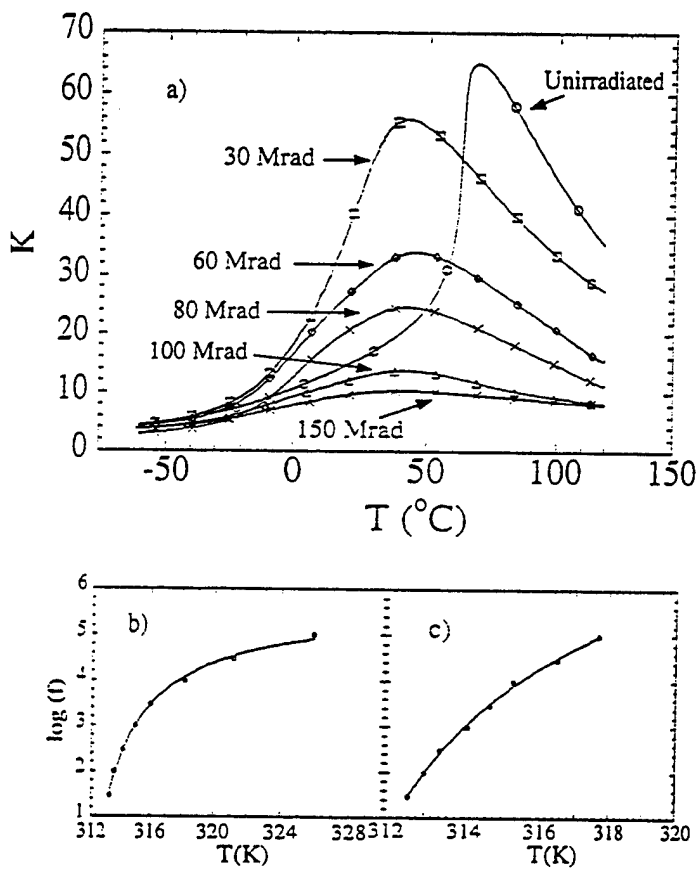 70
60
50
40
30
20
10
0
K
a)
Unirradiated
30 Mrad
60 Mrad
80 Mrad
100 Mrad
150 Mrad
-50 0 50 100 150
T (°C)
6
5
4
3
2
1
log (f)
b)
c)
312 316 320 324 328
312 314 316 318 320
T(K)
T(K)